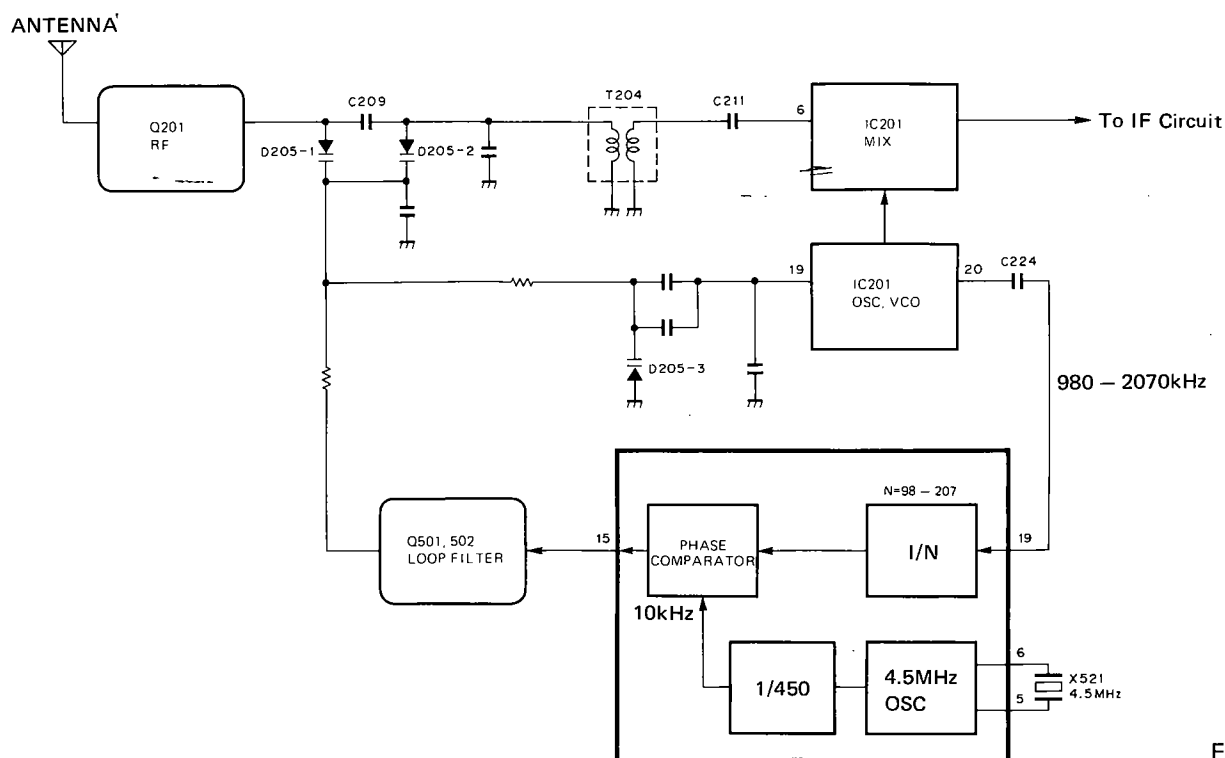 ANTENNA
Q201
RF
C209
D205-1
D205-2
T204
C211
6
IC201
MIX
To IF Circuit
19
IC201
OSC, VCO
20
C224
D205-3
980 – 2070kHz
Q501, 502
LOOP FILTER
15
PHASE
COMPARATOR
N=98 – 207
I/N
19
10kHz
1/450
4.5MHz
OSC
6
5
X521
4.5MHz